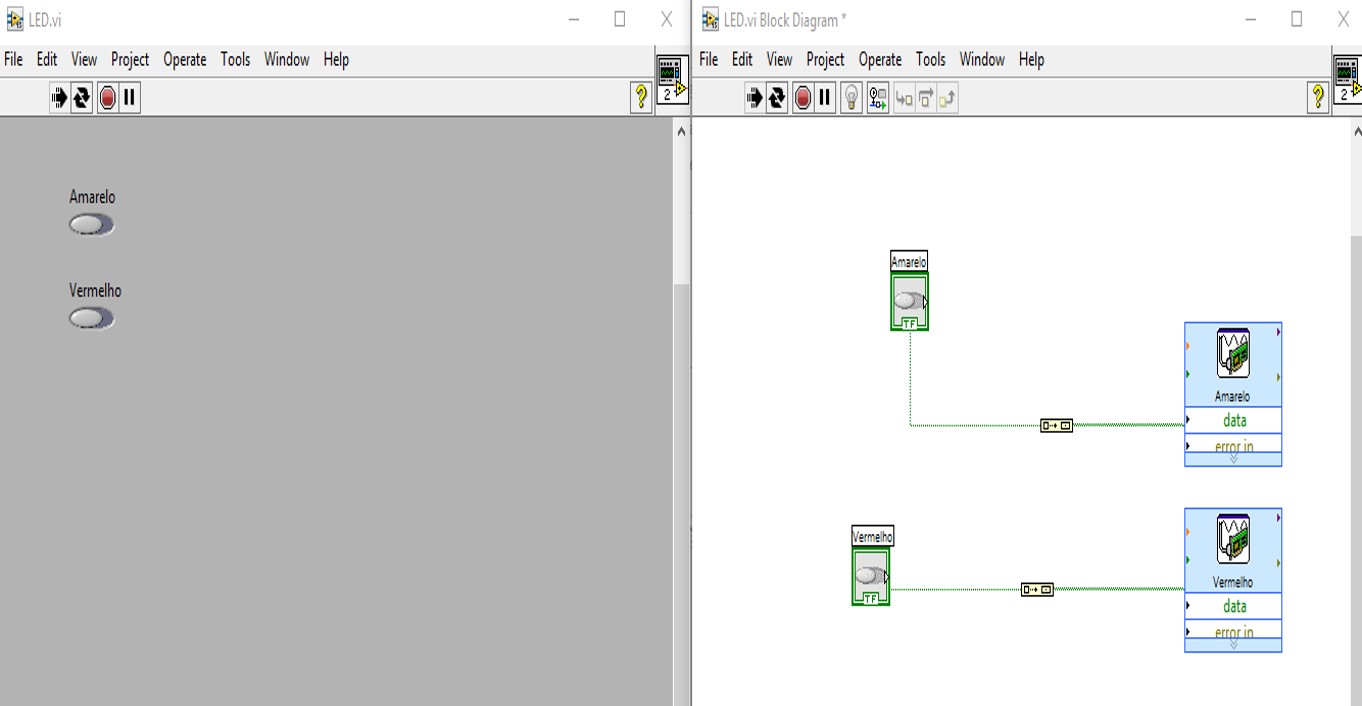 LED.vi
File Edit View Project Operate Tools Window Help
?
2
Amarelo
Vermelho
LED.vi Block Diagram *
File Edit View Project Operate Tools Window Help
?
2
Amarelo
TF
Amarelo
data
error in
Vermelho
TF
Vermelho
data
error in